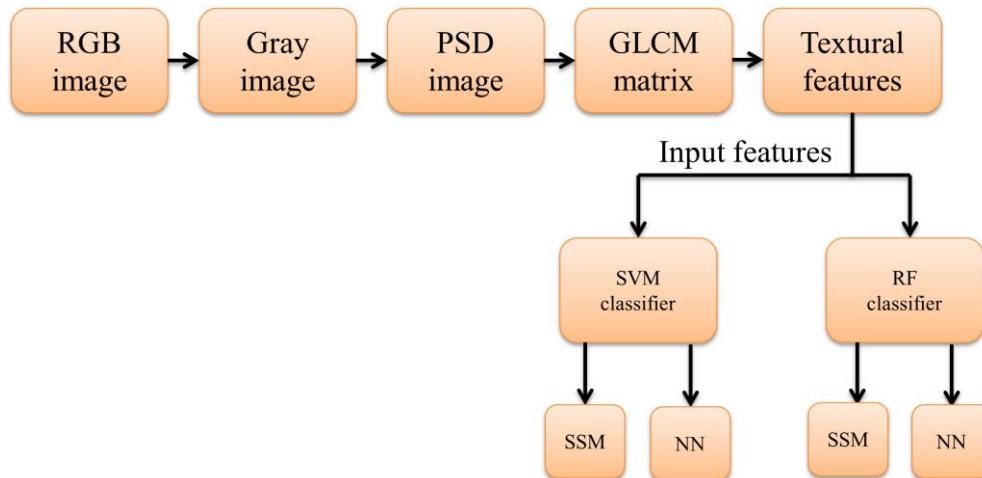 RGB
image
Gray
image
PSD
image
GLCM
matrix
Textural
features
Input features
SVM
classifier
RF
classifier
SSM
NN
SSM
NN